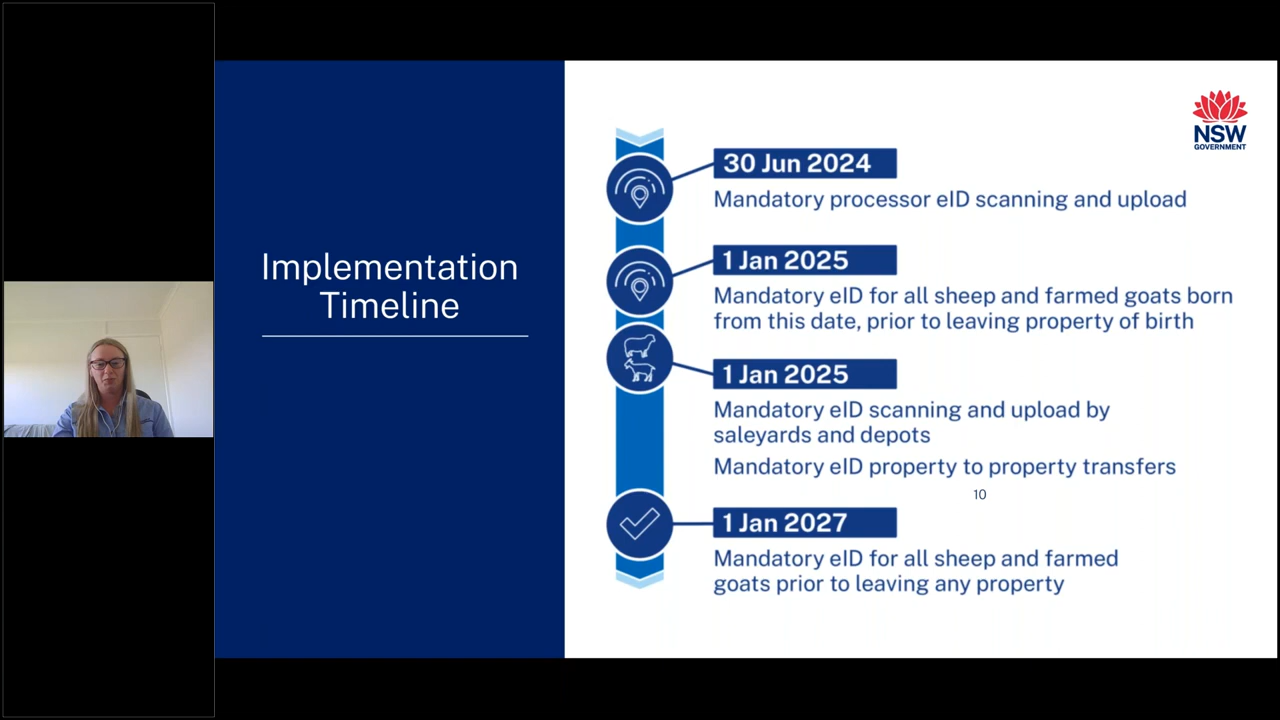 Implementation
Timeline
NSW
GOVERNMENT
30 Jun 2024
Mandatory processor eID scanning and upload
1 Jan 2025
Mandatory eID for all sheep and farmed goats born
from this date, prior to leaving property of birth
1 Jan 2025
Mandatory eID scanning and upload by
saleyards and depots
Mandatory eID property to property transfers
10
1 Jan 2027
Mandatory eID for all sheep and farmed
goats prior to leaving any property